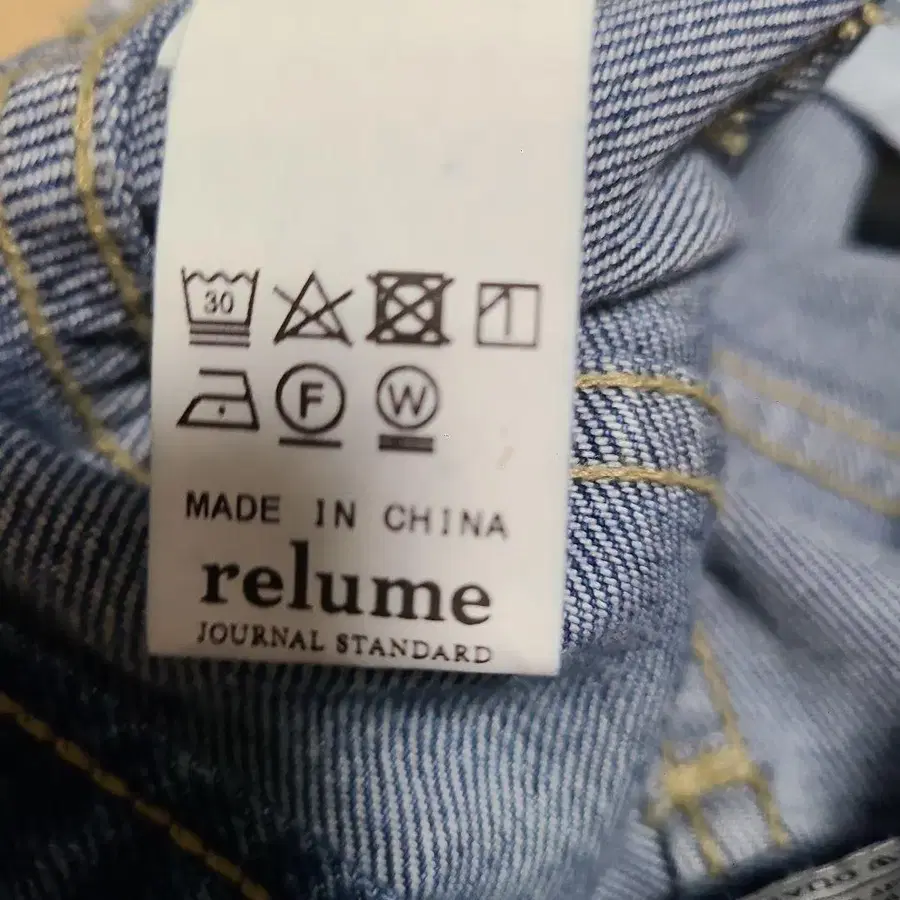 30
F W
MADE IN CHINA
relume
JOURNAL STANDARD